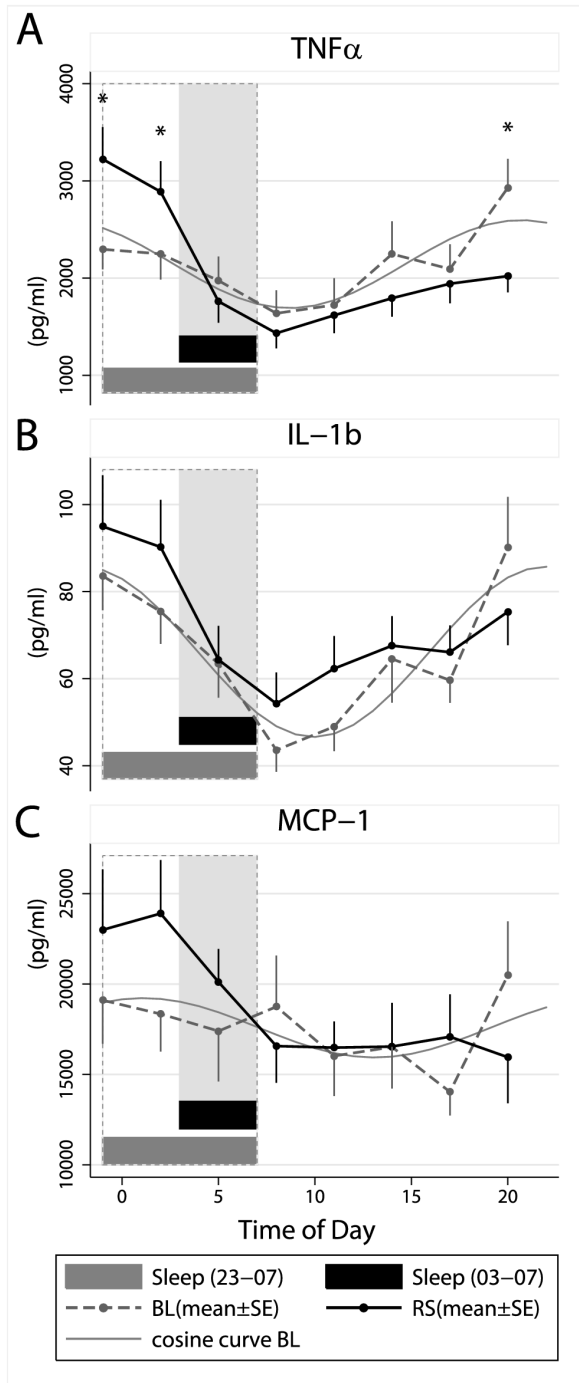 A
TNFα
4000
3000
2000
1000
(pg/ml)
*
*
*
B
IL−1b
100
80
60
40
(pg/ml)
C
MCP−1
25000
20000
15000
10000
(pg/ml)
0 5 10 15 20
Time of Day
Sleep (23−07) Sleep (03−07)
BL(mean±SE) RS(mean±SE)
cosine curve BL